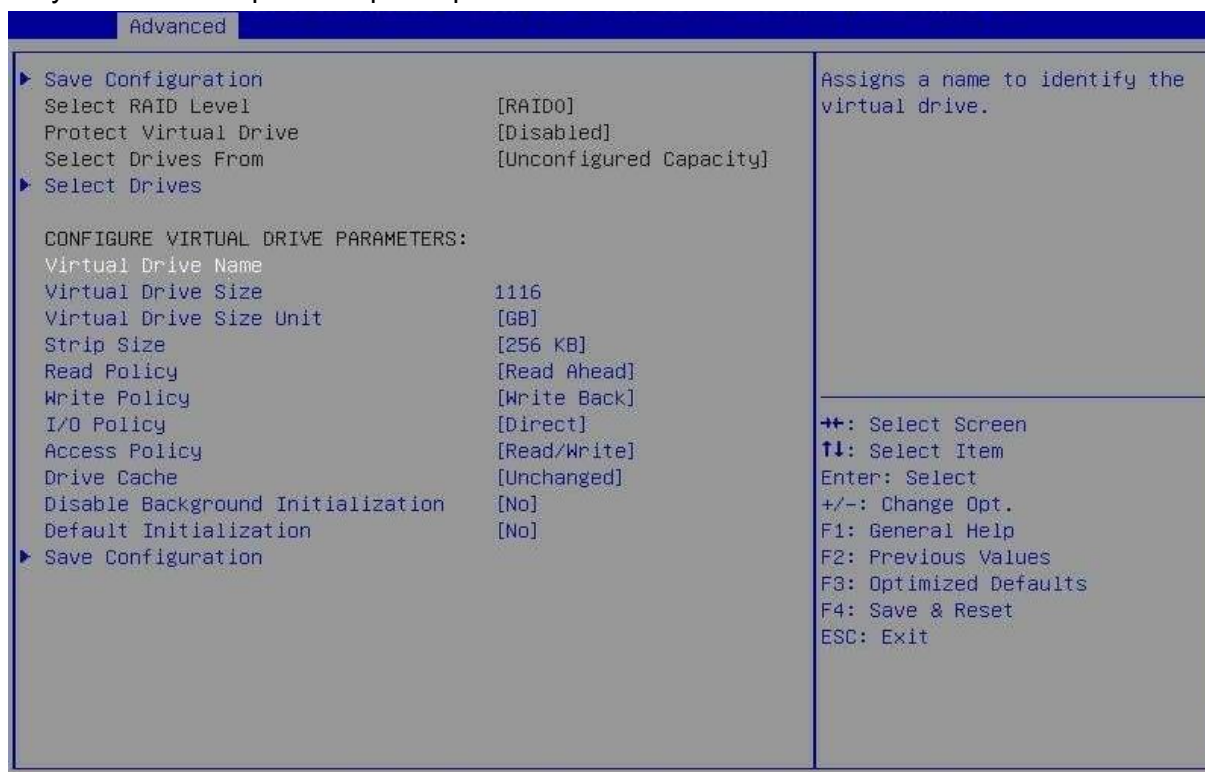 Advanced
Save Configuration
Select RAID Level [RAID0]
Protect Virtual Drive [Disabled]
Select Drives From [Unconfigured Capacity]
Select Drives
CONFIGURE VIRTUAL DRIVE PARAMETERS:
Virtual Drive Name
Virtual Drive Size 1116
Virtual Drive Size Unit [GB]
Strip Size [256 KB]
Read Policy [Read Ahead]
Write Policy [Write Back]
I/O Policy [Direct]
Access Policy [Read/Write]
Drive Cache [Unchanged]
Disable Background Initialization [No]
Default Initialization [No]
Save Configuration
Assigns a name to identify the
virtual drive.
→←: Select Screen
↑↓: Select Item
Enter: Select
+/-: Change Opt.
F1: General Help
F2: Previous Values
F3: Optimized Defaults
F4: Save & Reset
ESC: Exit